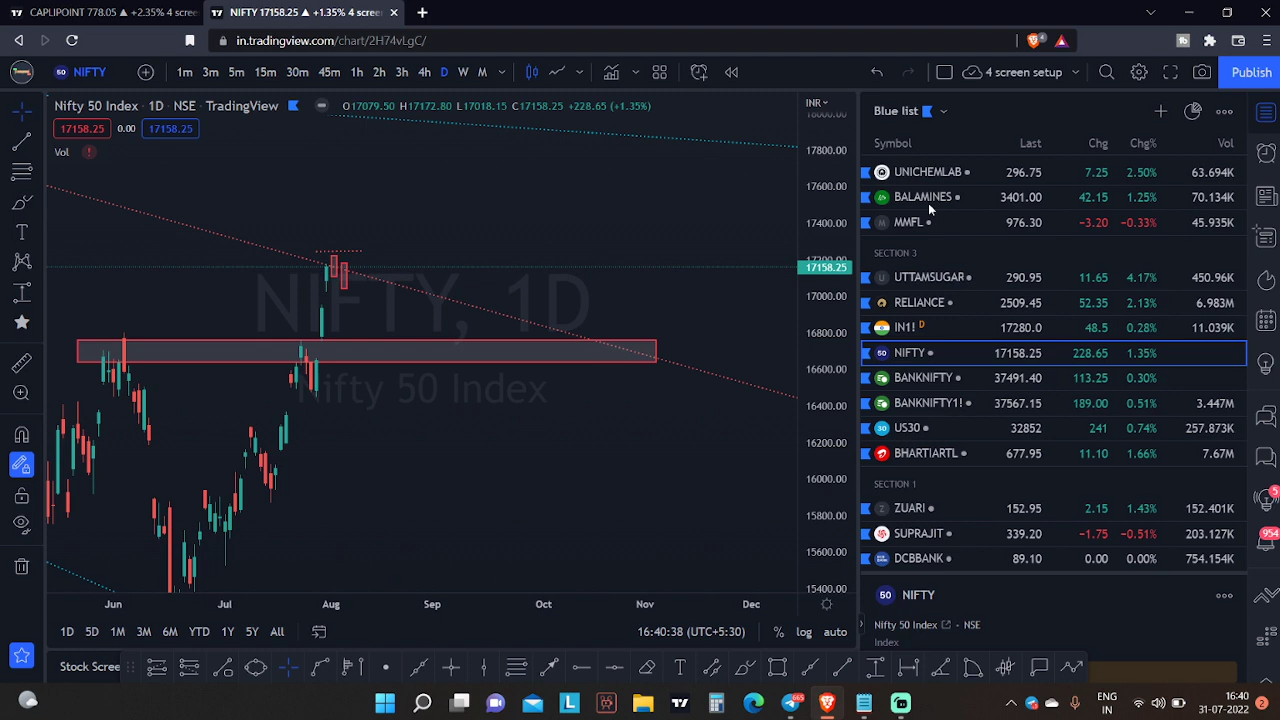 CAPLIPOINT 778.05 ▲ +2.35% 4 scree
NIFTY 17158.25 ▲ +1.35% 4 screen
in.tradingview.com/chart/2H74vLgC/
NIFTY 1m 3m 5m 15m 30m 45m 1h 2h 3h 4h D W M 4 screen setup Publish
Nifty 50 Index · 1D · NSE · TradingView O17079.50 H17172.80 L17018.15 C17158.25 +228.65 (+1.35%)
17158.25 0.00 17158.25
Vol
INR
18000.00
17800.00
17600.00
17400.00
17200.00
17158.25
17000.00
16800.00
16600.00
16400.00
16200.00
16000.00
15800.00
15600.00
15400.00
NIFTY, 1D
Nifty 50 Index
Jun Jul Aug Sep Oct Nov Dec
1D 5D 1M 3M 6M YTD 1Y 5Y All 16:40:38 (UTC+5:30) % log auto
Stock Scree
Blue list
Symbol Last Chg Chg% Vol
UNICHEMLAB 296.75 7.25 2.50% 63.694K
BALAMINES 3401.00 42.15 1.25% 70.134K
MMFL 976.30 −3.20 −0.33% 45.935K
SECTION 3
UTTAMSUGAR 290.95 11.65 4.17% 450.96K
RELIANCE 2509.45 52.35 2.13% 6.983M
IN1! D 17280.0 48.5 0.28% 11.039K
NIFTY 17158.25 228.65 1.35%
BANKNIFTY 37491.40 113.25 0.30%
BANKNIFTY1! 37567.15 189.00 0.51% 3.447M
US30 32852 241 0.74% 257.873K
BHARTIARTL 677.95 11.10 1.66% 7.67M
SECTION 1
ZUARI 152.95 2.15 1.43% 152.401K
SUPRAJIT 339.20 −1.75 −0.51% 203.127K
DCBBANK 89.10 0.00 0.00% 754.154K
NIFTY
Nifty 50 Index · NSE
Index
5
954
665
ENG
IN
16:40
31-07-2022
2